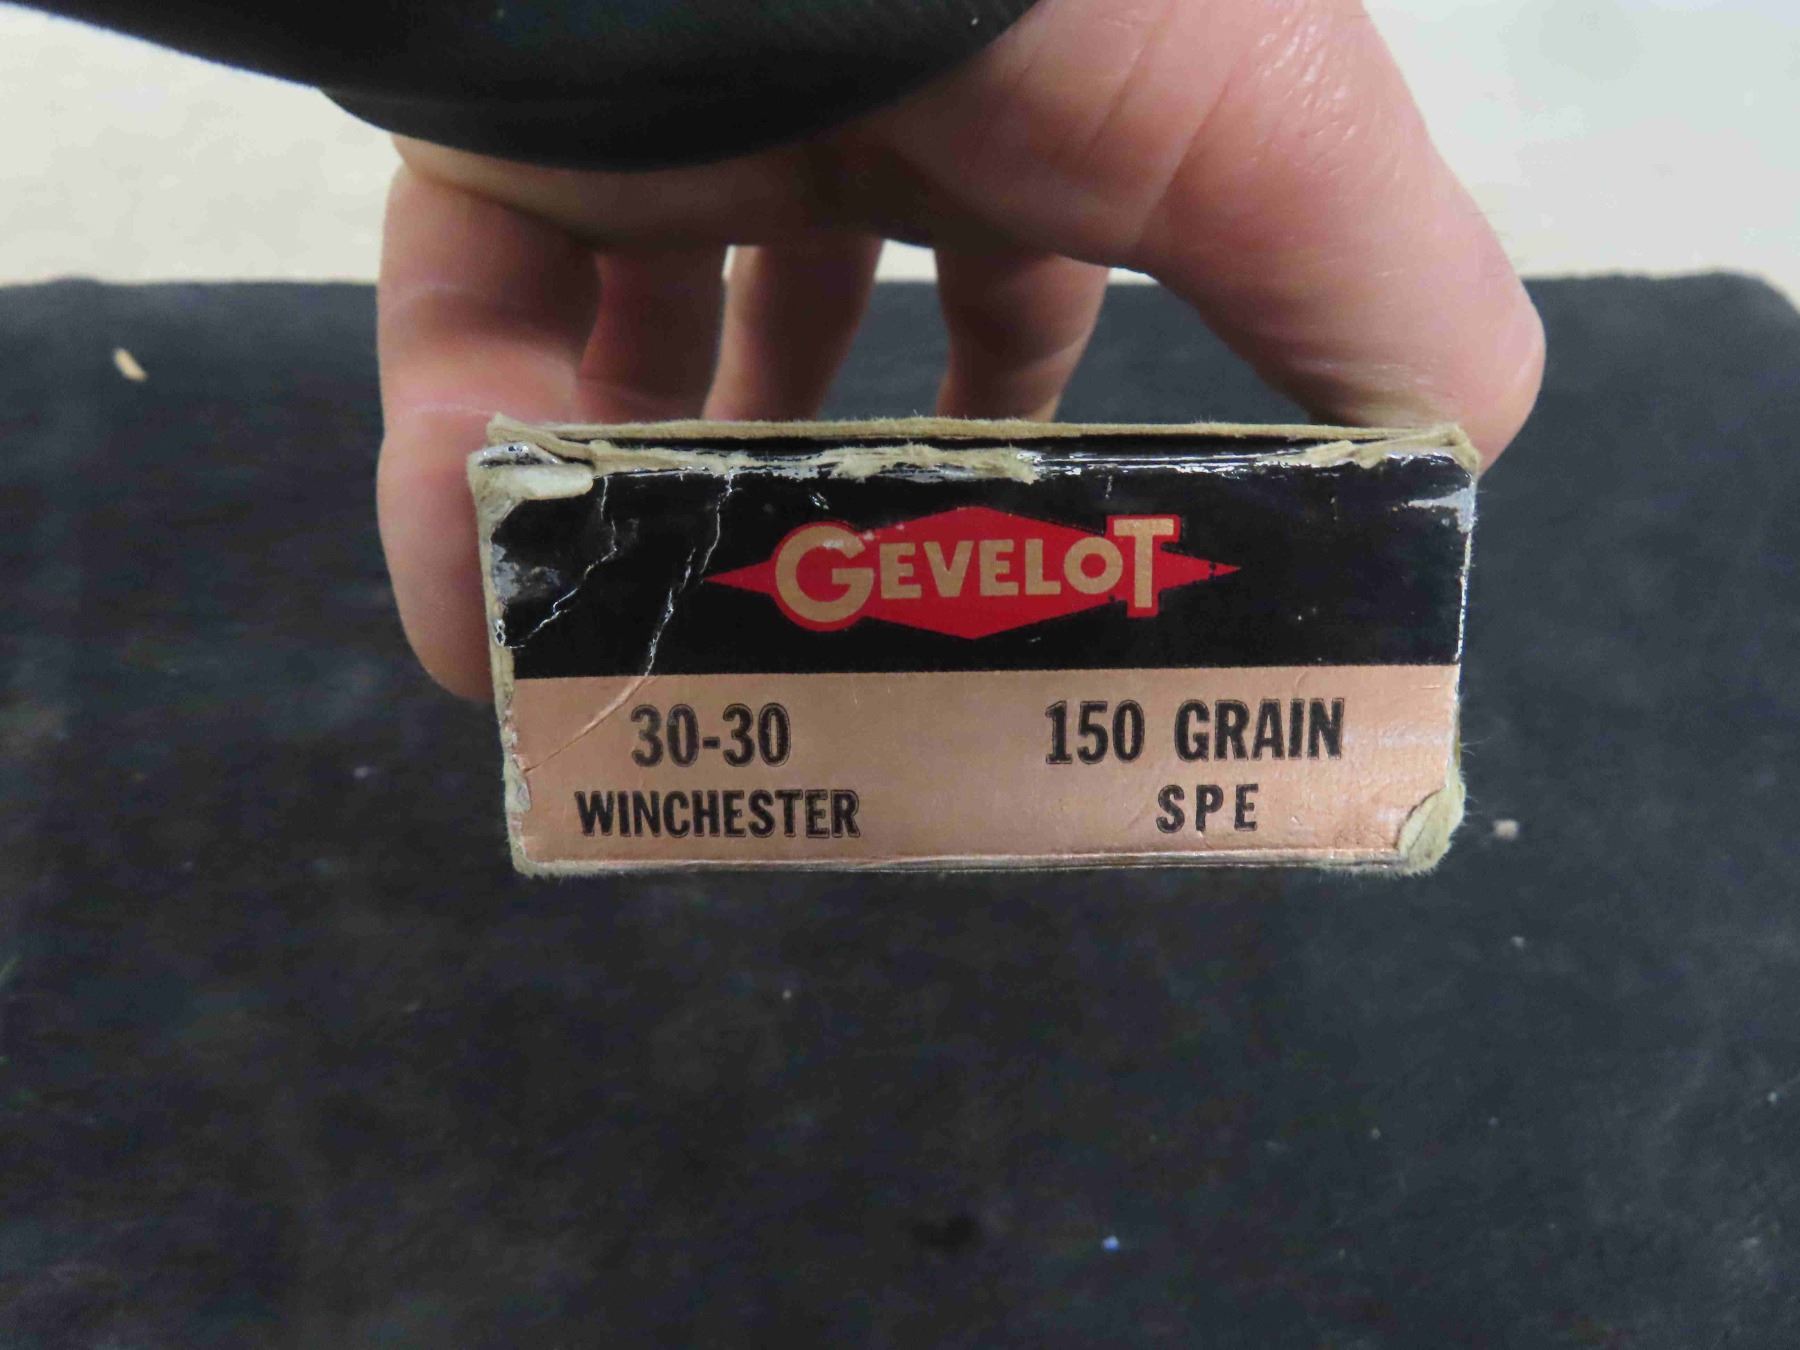 GEVELOT
30-30 150 GRAIN
WINCHESTER SPE